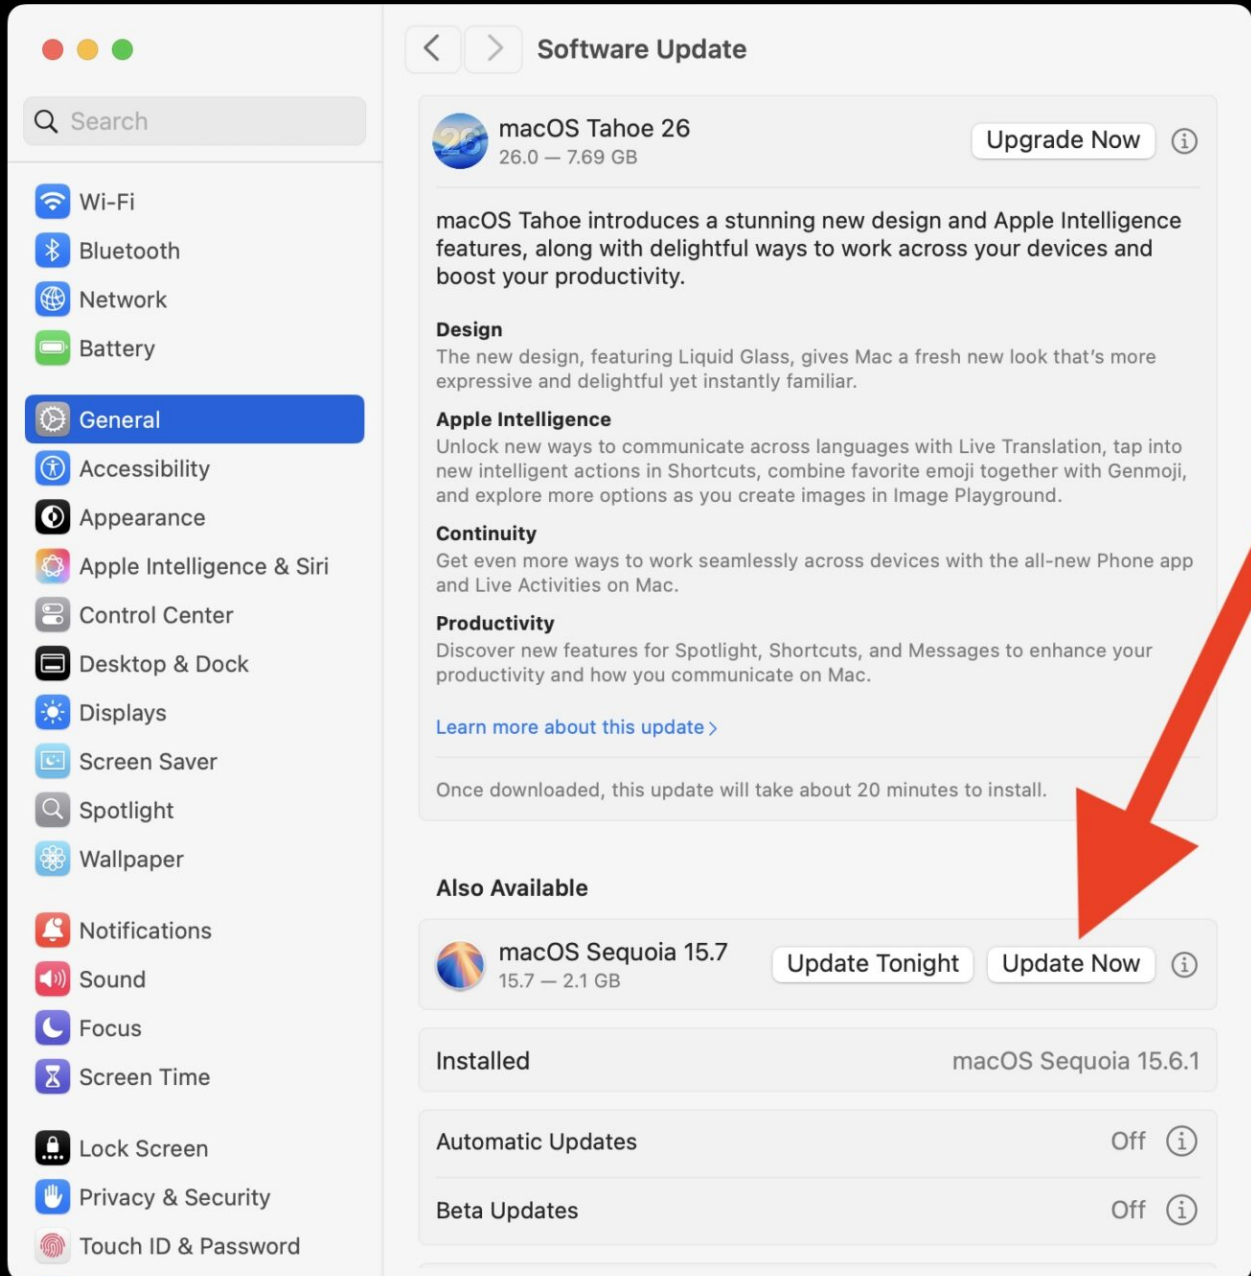 Search
Wi-Fi
Bluetooth
Network
Battery
General
Accessibility
Appearance
Apple Intelligence & Siri
Control Center
Desktop & Dock
Displays
Screen Saver
Spotlight
Wallpaper
Notifications
Sound
Focus
Screen Time
Lock Screen
Privacy & Security
Touch ID & Password
Software Update
26
macOS Tahoe 26
26.0 — 7.69 GB
Upgrade Now
macOS Tahoe introduces a stunning new design and Apple Intelligence
features, along with delightful ways to work across your devices and
boost your productivity.
Design
The new design, featuring Liquid Glass, gives Mac a fresh new look that's more
expressive and delightful yet instantly familiar.
Apple Intelligence
Unlock new ways to communicate across languages with Live Translation, tap into
new intelligent actions in Shortcuts, combine favorite emoji together with Genmoji,
and explore more options as you create images in Image Playground.
Continuity
Get even more ways to work seamlessly across devices with the all-new Phone app
and Live Activities on Mac.
Productivity
Discover new features for Spotlight, Shortcuts, and Messages to enhance your
productivity and how you communicate on Mac.
Learn more about this update >
Once downloaded, this update will take about 20 minutes to install.
Also Available
macOS Sequoia 15.7
15.7 — 2.1 GB
Update Tonight
Update Now
Installed macOS Sequoia 15.6.1
Automatic Updates Off
Beta Updates Off